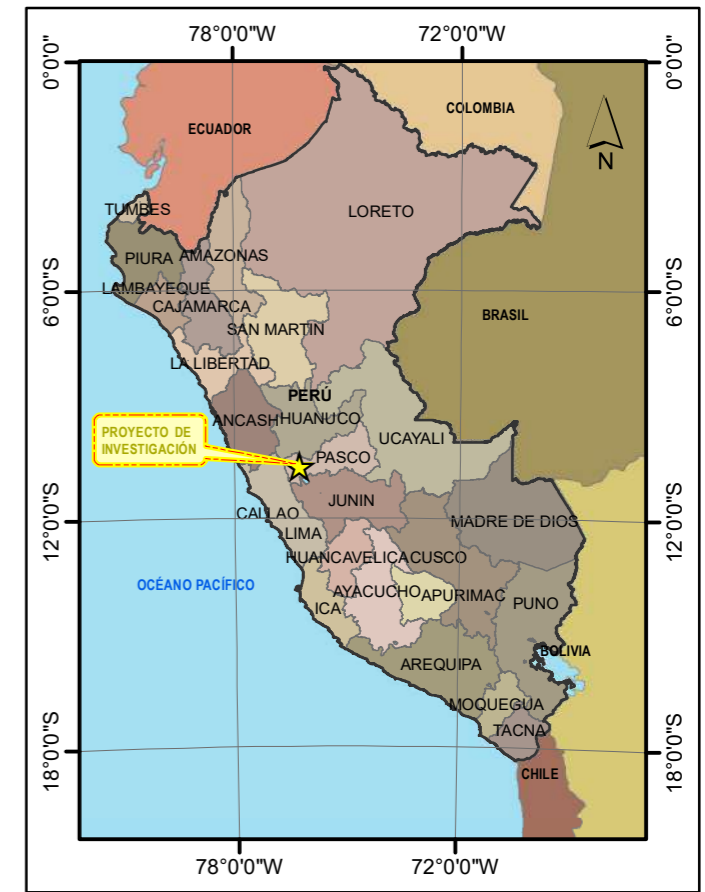 78°0'0"W 72°0'0"W
0°0'0" 0°0'0"
COLOMBIA
ECUADOR
N
TUMBES
LORETO
PIURA AMAZONAS
LAMBAYEQUE
6°0'0"S 6°0'0"S
CAJAMARCA
BRASIL
SAN MARTIN
LA LIBERTAD
PERÚ
ANCASH HUANUCO
UCAYALI
PROYECTO DE
INVESTIGACIÓN
PASCO
JUNIN
CALLAO
MADRE DE DIOS
12°0'0"S 12°0'0"S
LIMA
HUANCAVELICA CUSCO
OCÉANO PACÍFICO
AYACUCHO APURIMAC
PUNO
ICA
BOLIVIA
AREQUIPA
MOQUEGUA
TACNA
18°0'0"S 18°0'0"S
CHILE
78°0'0"W 72°0'0"W